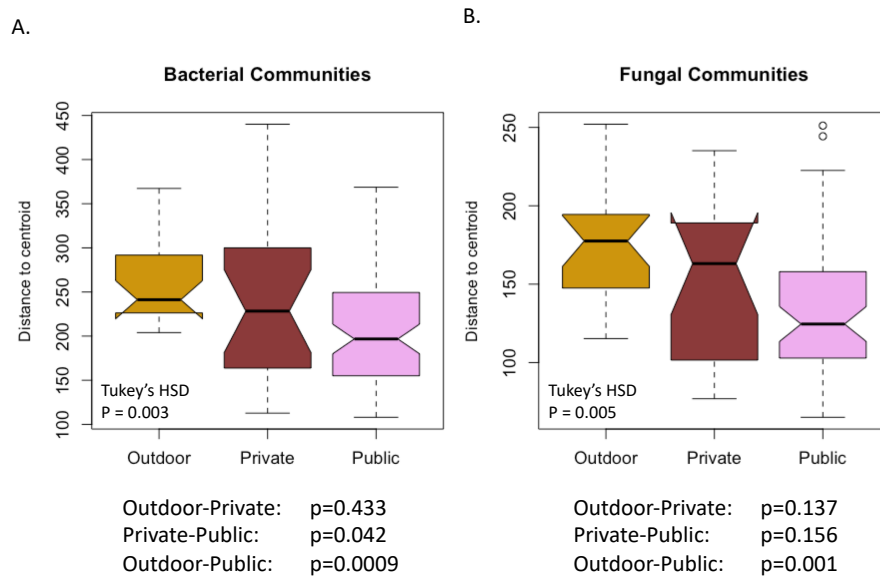 A.
Bacterial Communities
Distance to centroid
450
400
350
300
250
200
150
100
Tukey’s HSD
P = 0.003
Outdoor Private Public
Outdoor-Private: p=0.433
Private-Public: p=0.042
Outdoor-Public: p=0.0009
B.
Fungal Communities
Distance to centroid
250
200
150
100
Tukey’s HSD
P = 0.005
Outdoor Private Public
Outdoor-Private: p=0.137
Private-Public: p=0.156
Outdoor-Public: p=0.001